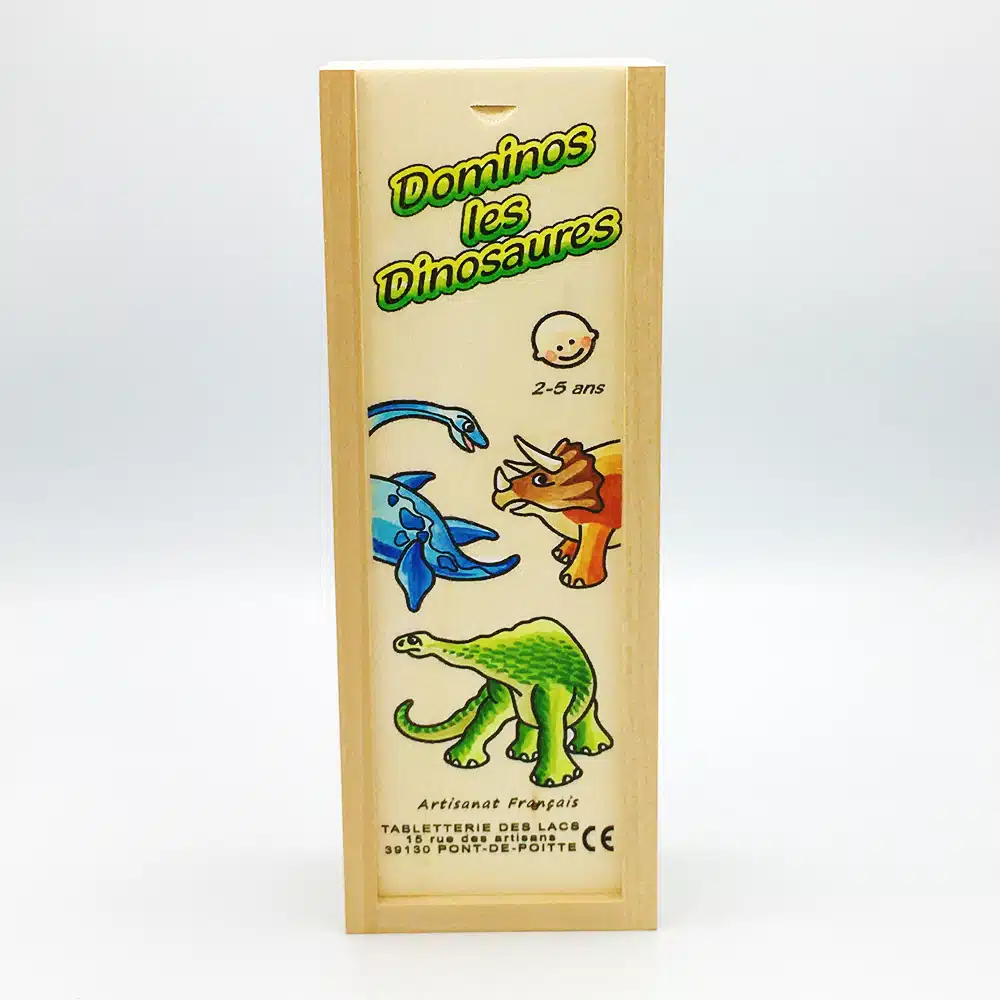 Dominos
les
Dinosaures
2-5 ans
Artisanat Français
TABLETTERIE DES LACS
15 rue des artisans
39130 PONT-DE-POITTE
CE